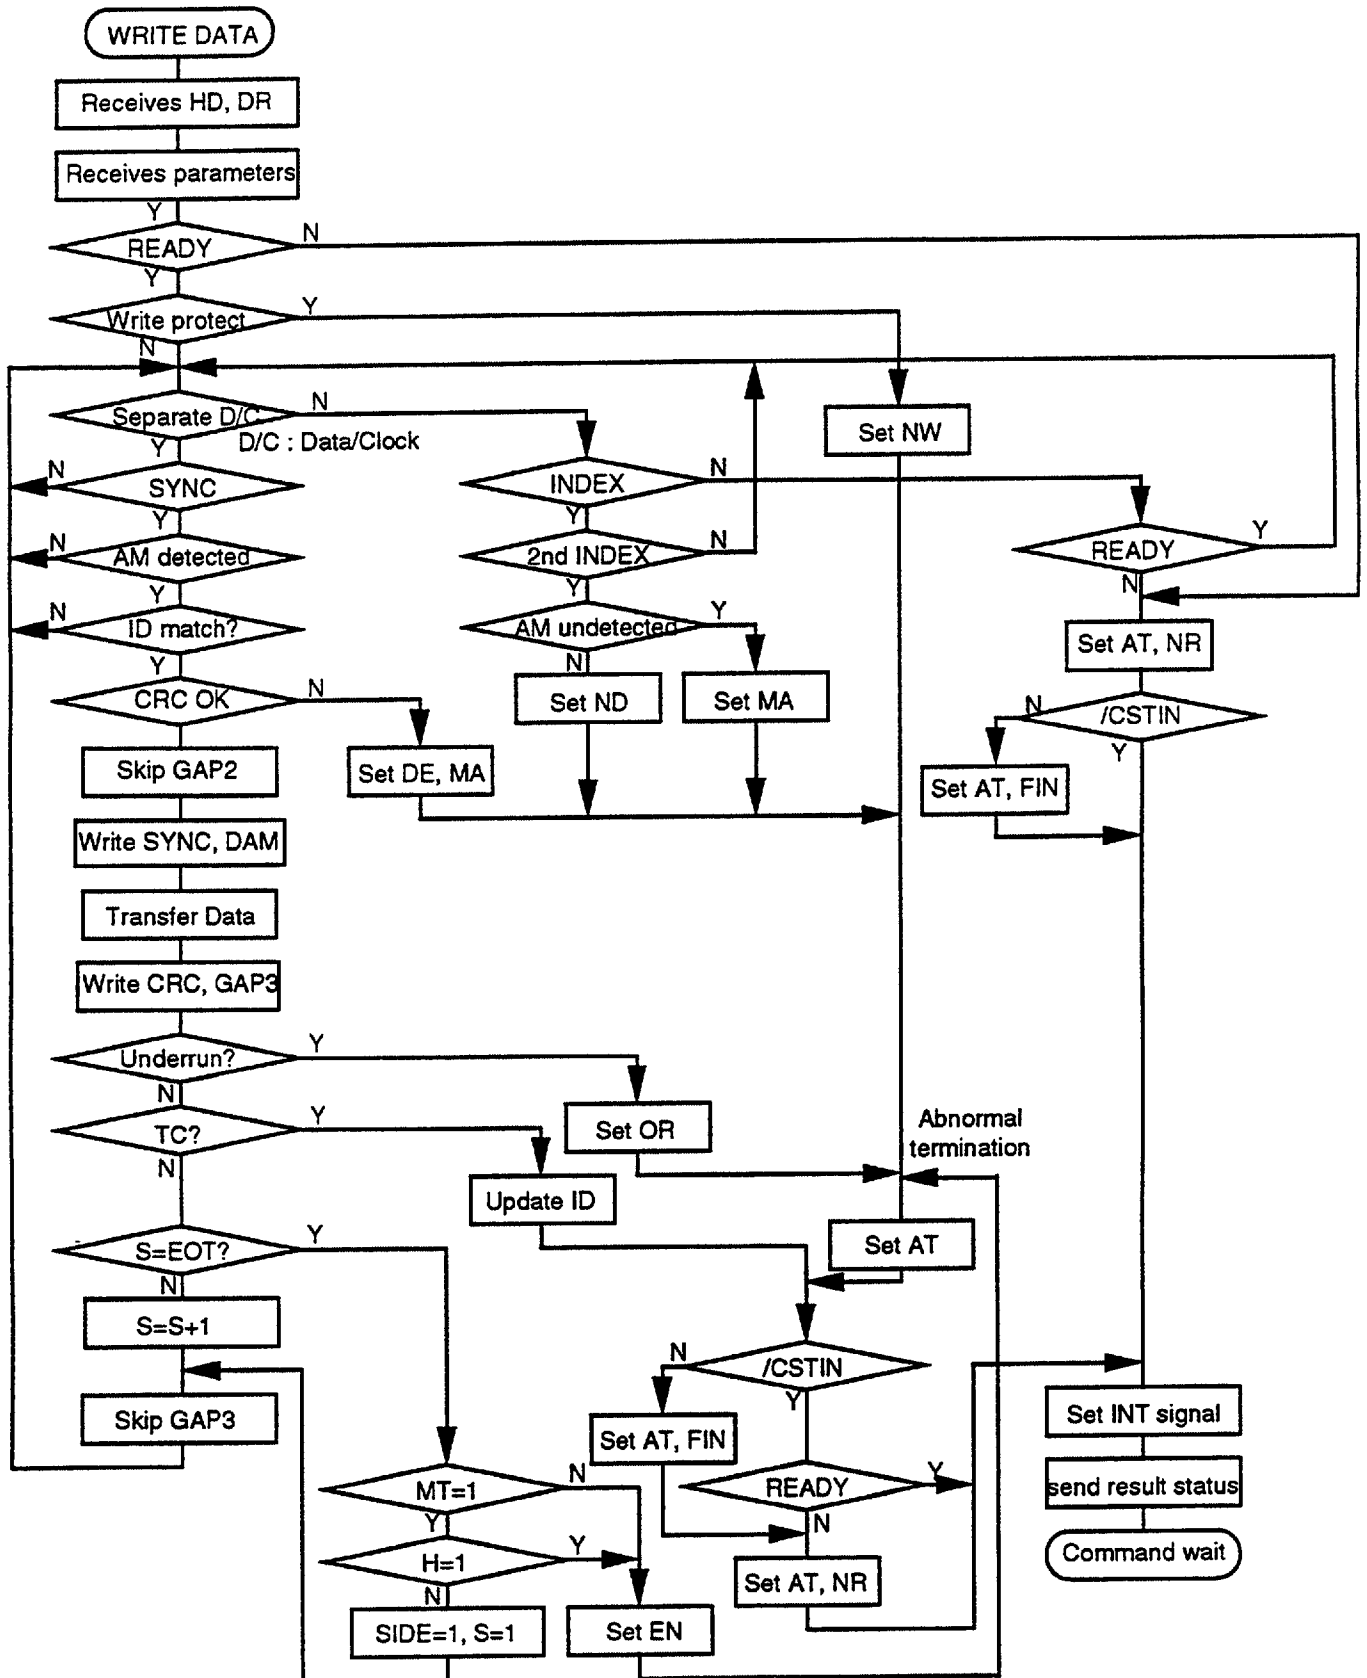 WRITE DATA
Receives HD, DR
Receives parameters
Y
READY
N
Y
Write protect
Y
N
Separate D/C
N
D/C : Data/Clock
Y
Set NW
SYNC
N
Y
INDEX
N
Y
AM detected
N
Y
2nd INDEX
N
Y
READY
Y
N
ID match?
N
Y
AM undetected
Y
N
Set AT, NR
CRC OK
N
Set ND
Set MA
/CSTIN
N
Y
Skip GAP2
Set DE, MA
Set AT, FIN
Write SYNC, DAM
Transfer Data
Write CRC, GAP3
Underrun?
Y
N
Set OR
Abnormal
termination
TC?
Y
N
Update ID
S=EOT?
Y
N
Set AT
S=S+1
/CSTIN
N
Y
Skip GAP3
Set AT, FIN
Set INT signal
MT=1
N
Y
READY
Y
N
send result status
H=1
Y
N
Set AT, NR
Command wait
SIDE=1, S=1
Set EN